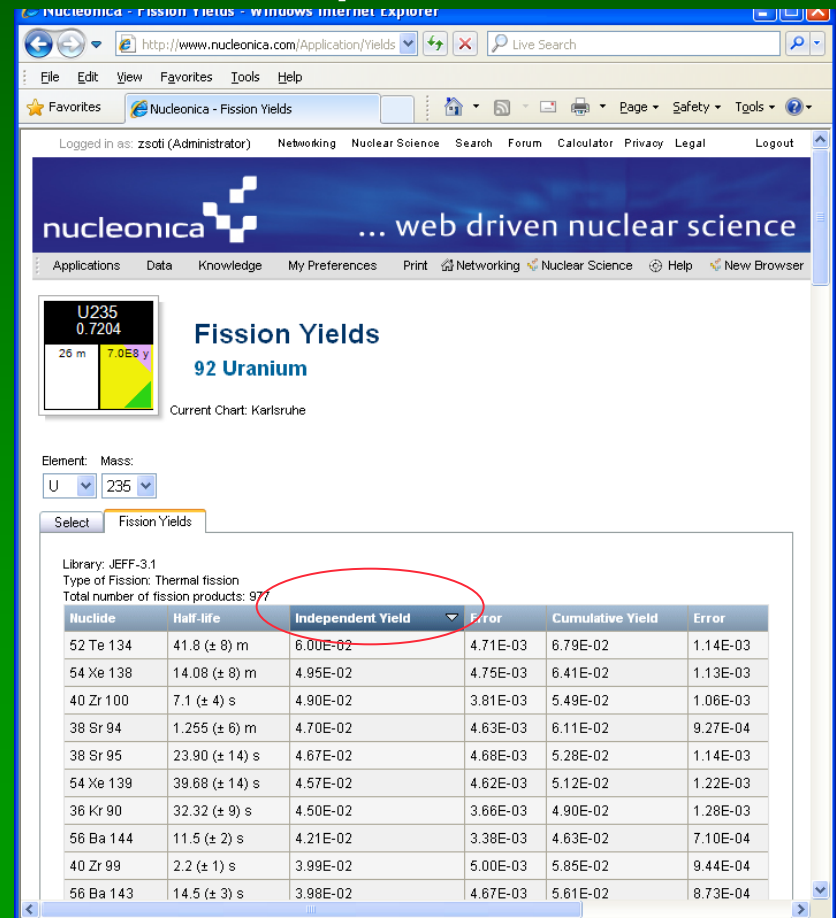 Nucleonica - Fission Yields - Windows Internet Explorer
http://www.nucleonica.com/Application/Yields
Live Search
File Edit View Favorites Tools Help
Favorites Nucleonica - Fission Yields Page Safety Tools
Logged in as: zsoti (Administrator) Networking Nuclear Science Search Forum Calculator Privacy Legal Logout
nucleonica ... web driven nuclear science
Applications Data Knowledge My Preferences Print Networking Nuclear Science Help New Browser
U235
0.7204
26 m 7.0E8 y
Fission Yields
92 Uranium
Current Chart: Karlsruhe
Element: Mass:
U 235
Select Fission Yields
Library: JEFF-3.1
Type of Fission: Thermal fission
Total number of fission products: 977
Nuclide Half-life Independent Yield Error Cumulative Yield Error
52 Te 134 41.8 (± 8) m 6.00E-02 4.71E-03 6.79E-02 1.14E-03
54 Xe 138 14.08 (± 8) m 4.95E-02 4.75E-03 6.41E-02 1.13E-03
40 Zr 100 7.1 (± 4) s 4.90E-02 3.81E-03 5.49E-02 1.06E-03
38 Sr 94 1.255 (± 6) m 4.70E-02 4.63E-03 6.11E-02 9.27E-04
38 Sr 95 23.90 (± 14) s 4.67E-02 4.68E-03 5.28E-02 1.14E-03
54 Xe 139 39.68 (± 14) s 4.57E-02 4.62E-03 5.12E-02 1.22E-03
36 Kr 90 32.32 (± 9) s 4.50E-02 3.66E-03 4.90E-02 1.28E-03
56 Ba 144 11.5 (± 2) s 4.21E-02 3.38E-03 4.63E-02 7.10E-04
40 Zr 99 2.2 (± 1) s 3.99E-02 5.00E-03 5.85E-02 9.44E-04
56 Ba 143 14.5 (± 3) s 3.98E-02 4.67E-03 5.61E-02 8.73E-04